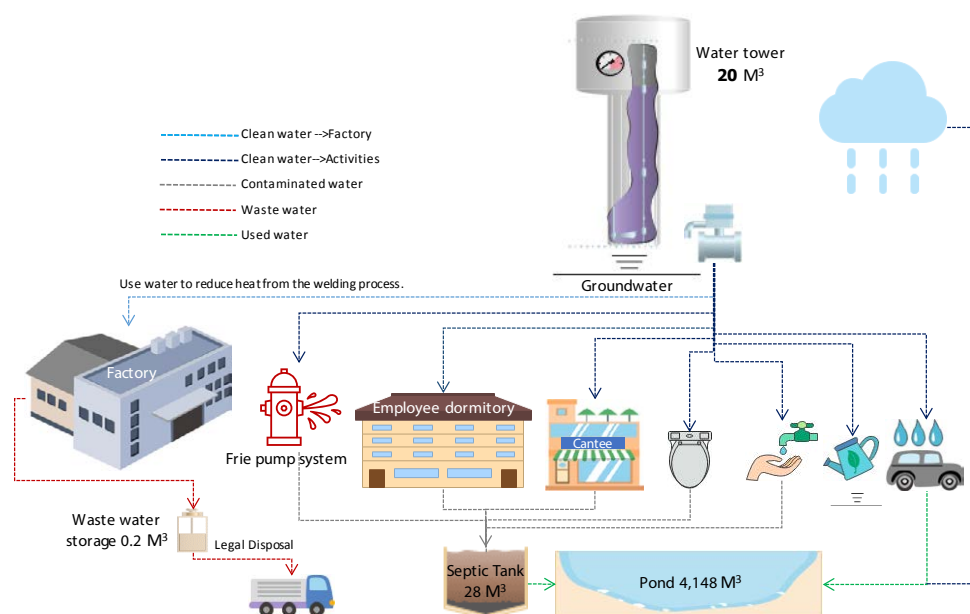 Water tower
20 M³
Clean water -->Factory
Clean water-->Activities
Contaminated water
Waste water
Used water
Groundwater
Use water to reduce heat from the welding process.
Factory
Employee dormitory
Cantee
Frie pump system
Waste water
storage 0.2 M³
Legal Disposal
Septic Tank
28 M³
Pond 4,148 M³